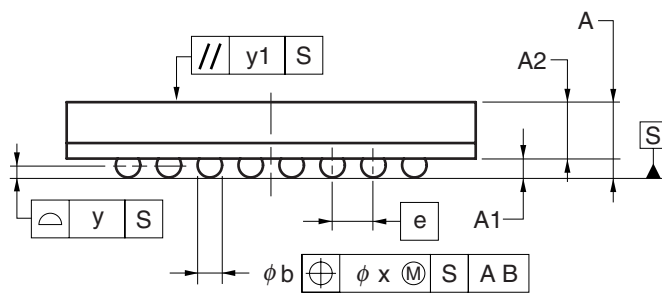 A
A2
// y1 S
S
y S
e
A1
φb ⌖ φ x Ⓜ S A B